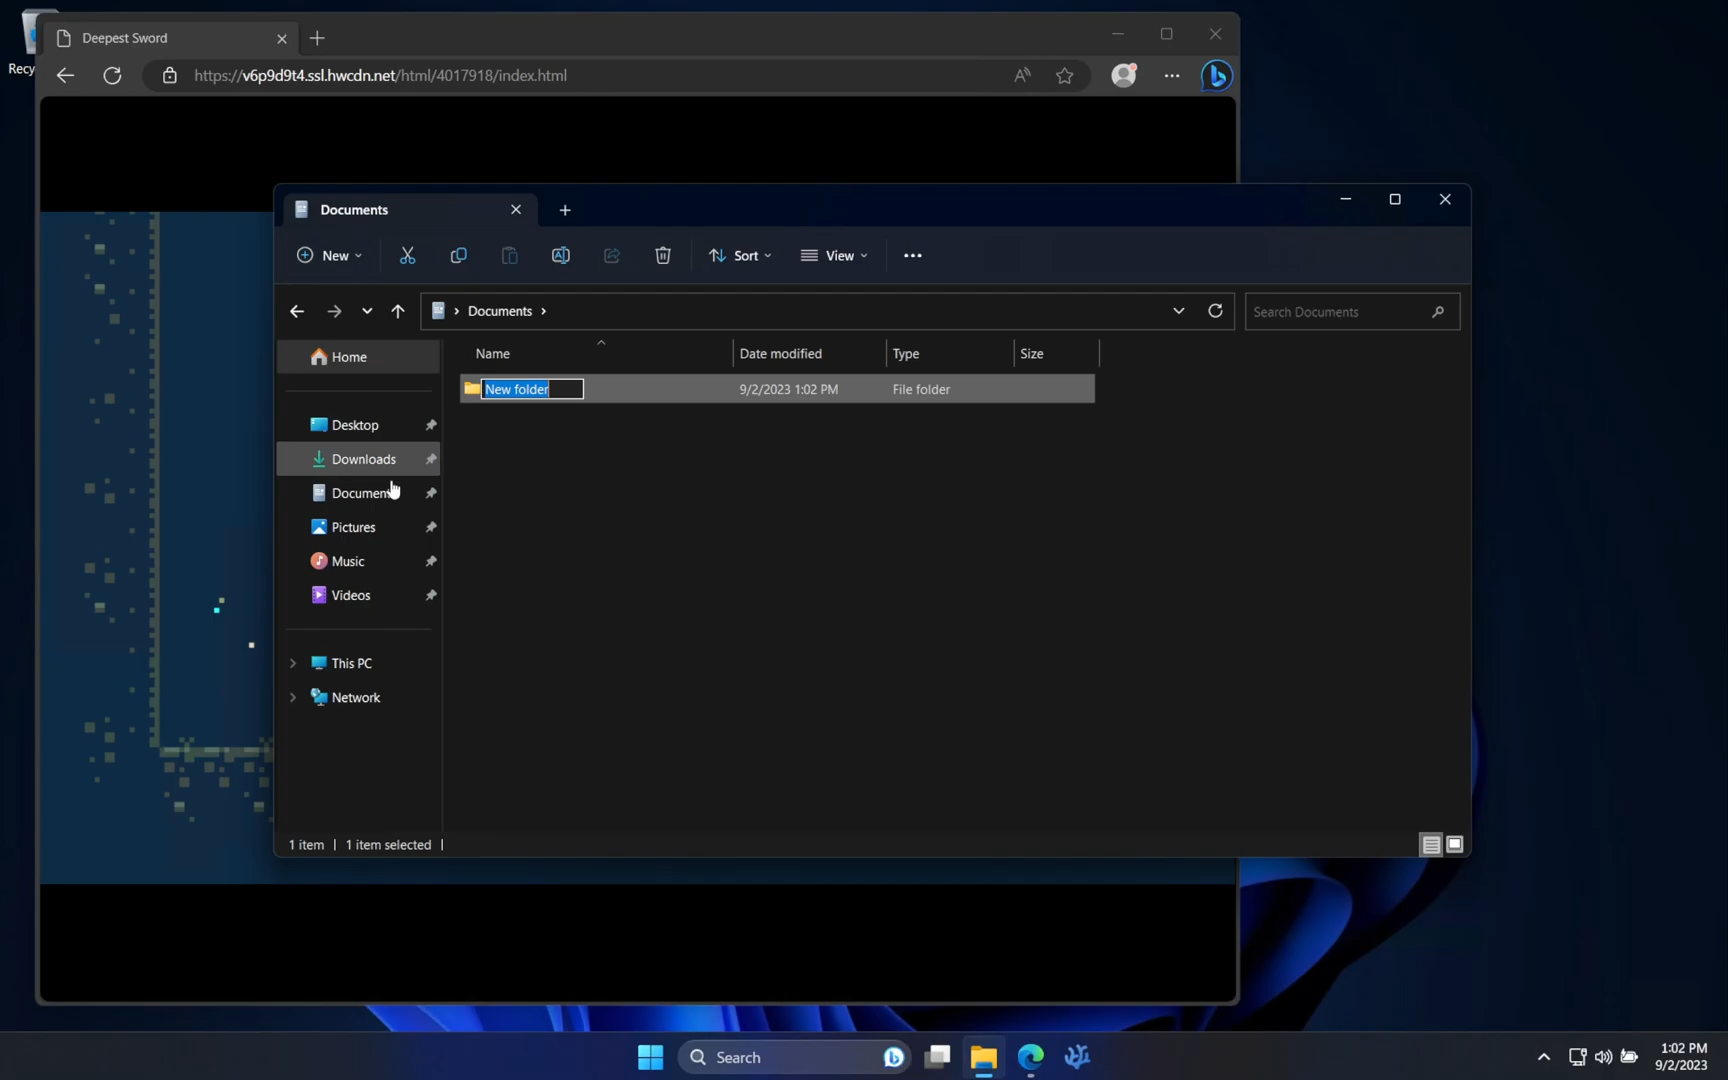 Recy
Deepest Sword
https://v6p9d9t4.ssl.hwcdn.net/html/4017918/index.html
Documents
New
Sort
View
Documents
Search Documents
Home
Desktop
Downloads
Documen
Pictures
Music
Videos
This PC
Network
Name Date modified Type Size
New folder 9/2/2023 1:02 PM File folder
1 item 1 item selected
Search
1:02 PM
9/2/2023